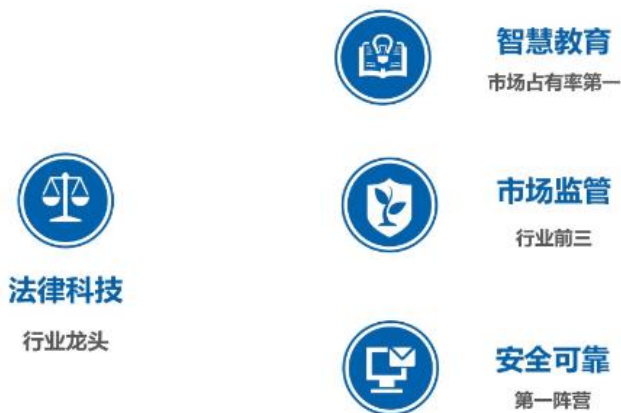 智慧教育
市场占有率第一
市场监管
行业前三
法律科技
行业龙头
安全可靠
第一阵营